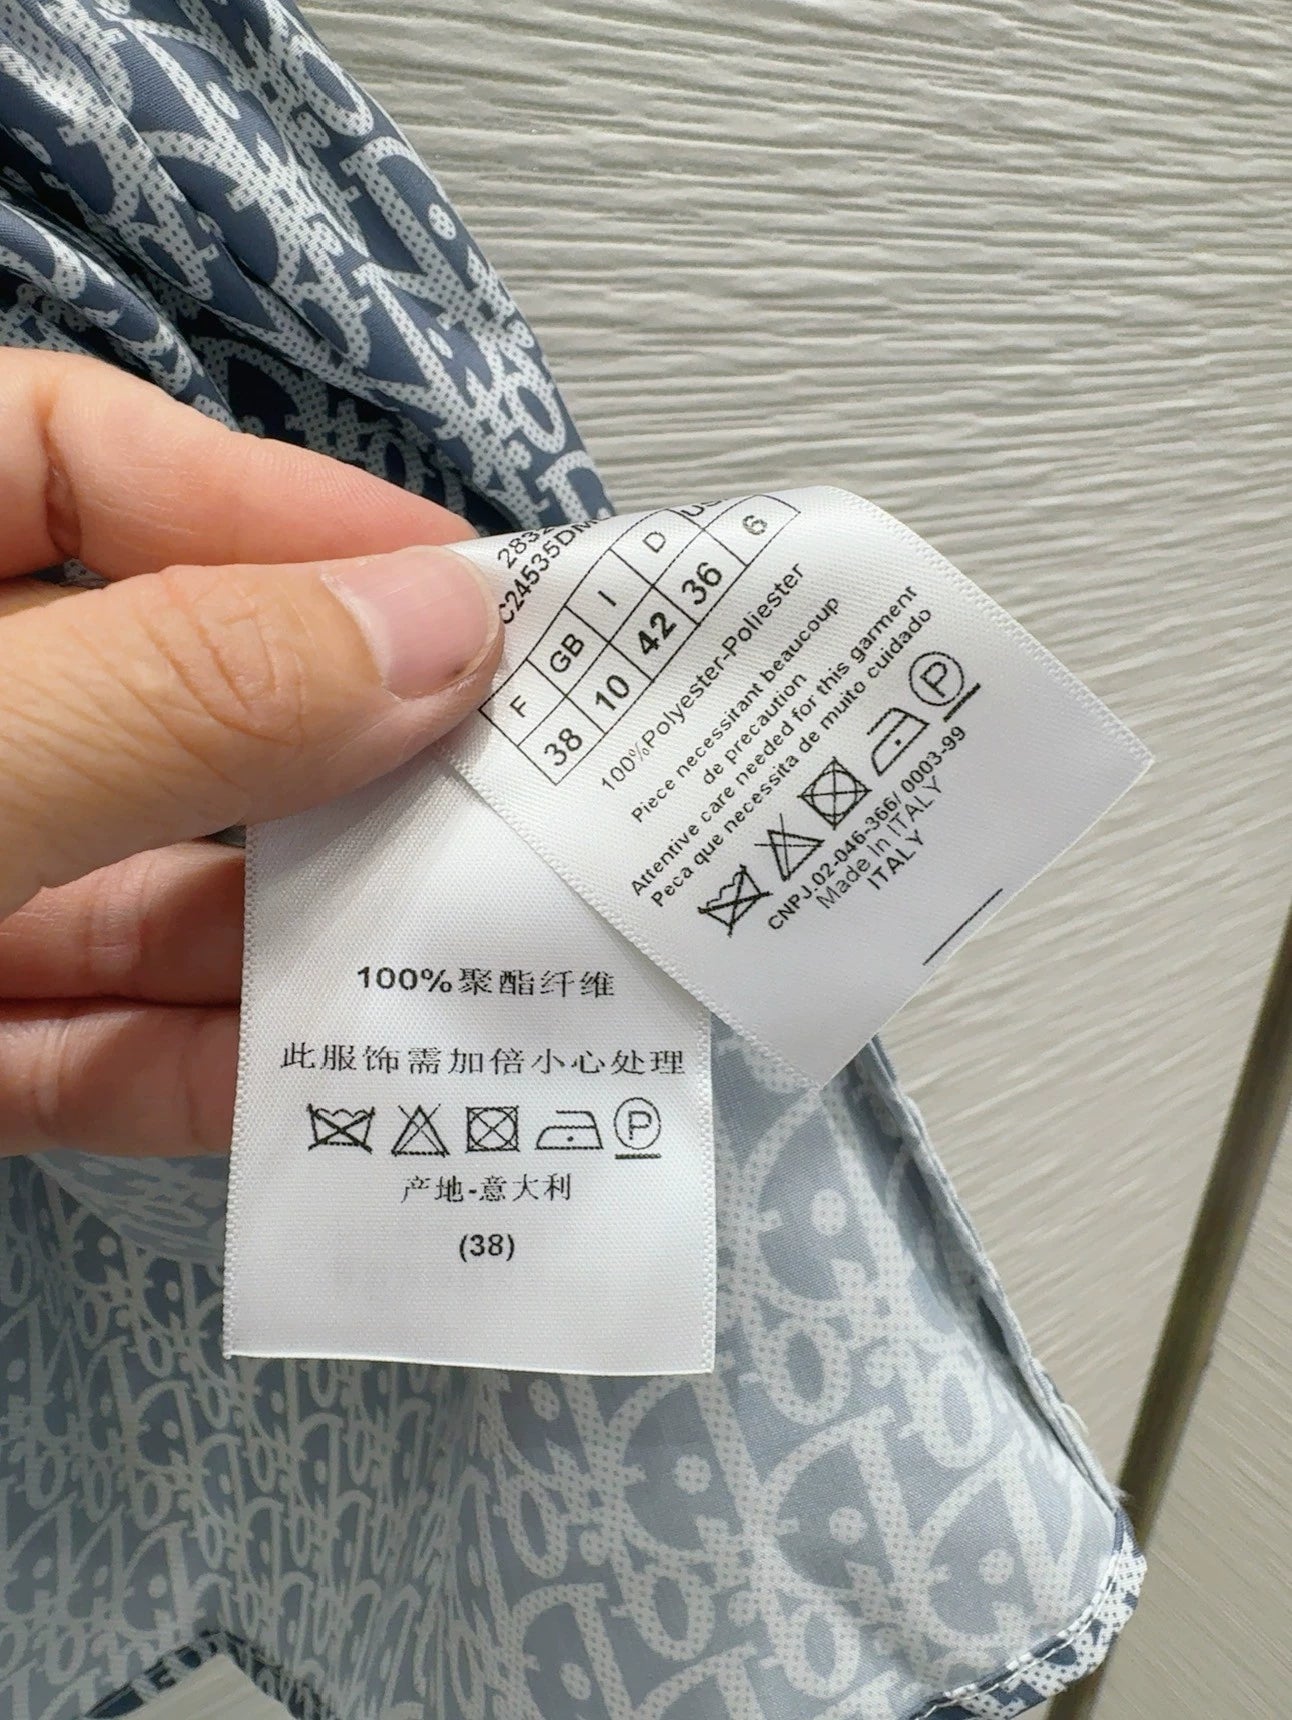 F GB I D
38 10 42 36 6
100%Polyester-Poliester
Piece necessitant beaucoup
de precaution
Attentive care needed for this garment
Peca que necessita de muito cuidado
P
CNPJ.02-046-366/ 0003-99
Made In ITALY
ITALY
100%聚酯纤维
此服饰需加倍小心处理
P
产地-意大利
(38)